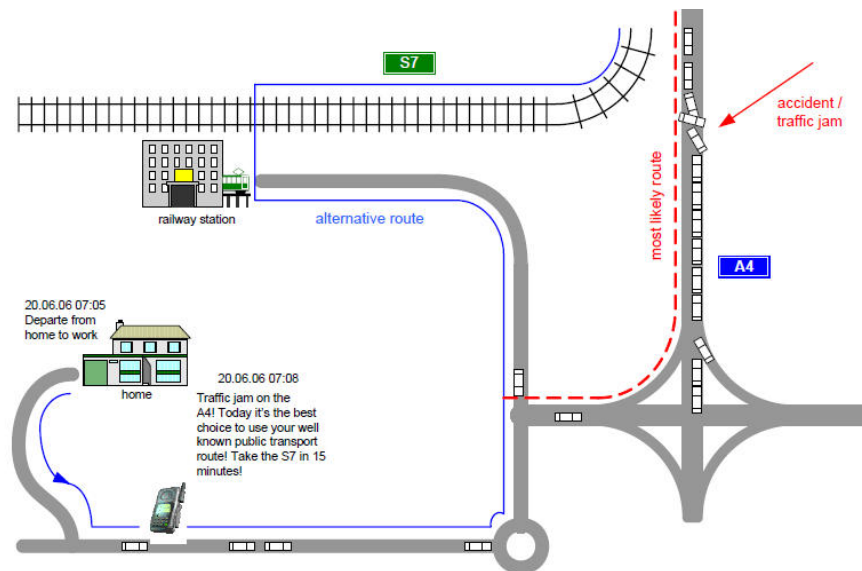 S7
accident /
traffic jam
railway station
alternative route
most likely route
A4
20.06.06 07:05
Departe from
home to work
home
20.06.06 07:08
Traffic jam on the
A4! Today it's the best
choice to use your well
known public transport
route! Take the S7 in 15
minutes!